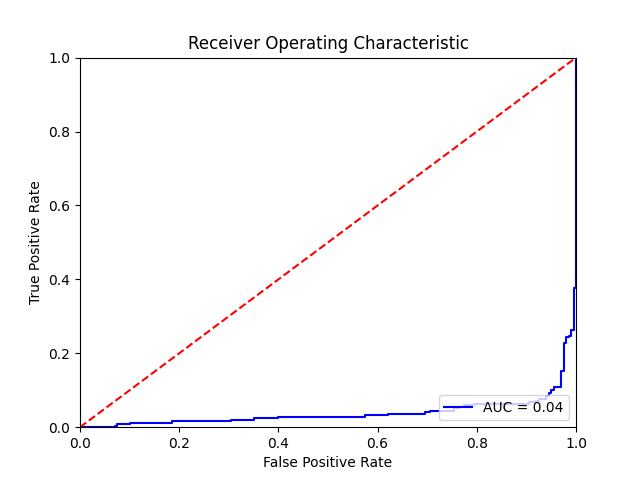 Receiver Operating Characteristic
1.0
0.8
0.6
0.4
0.2
0.0
True Positive Rate
AUC = 0.04
0.0 0.2 0.4 0.6 0.8 1.0
False Positive Rate